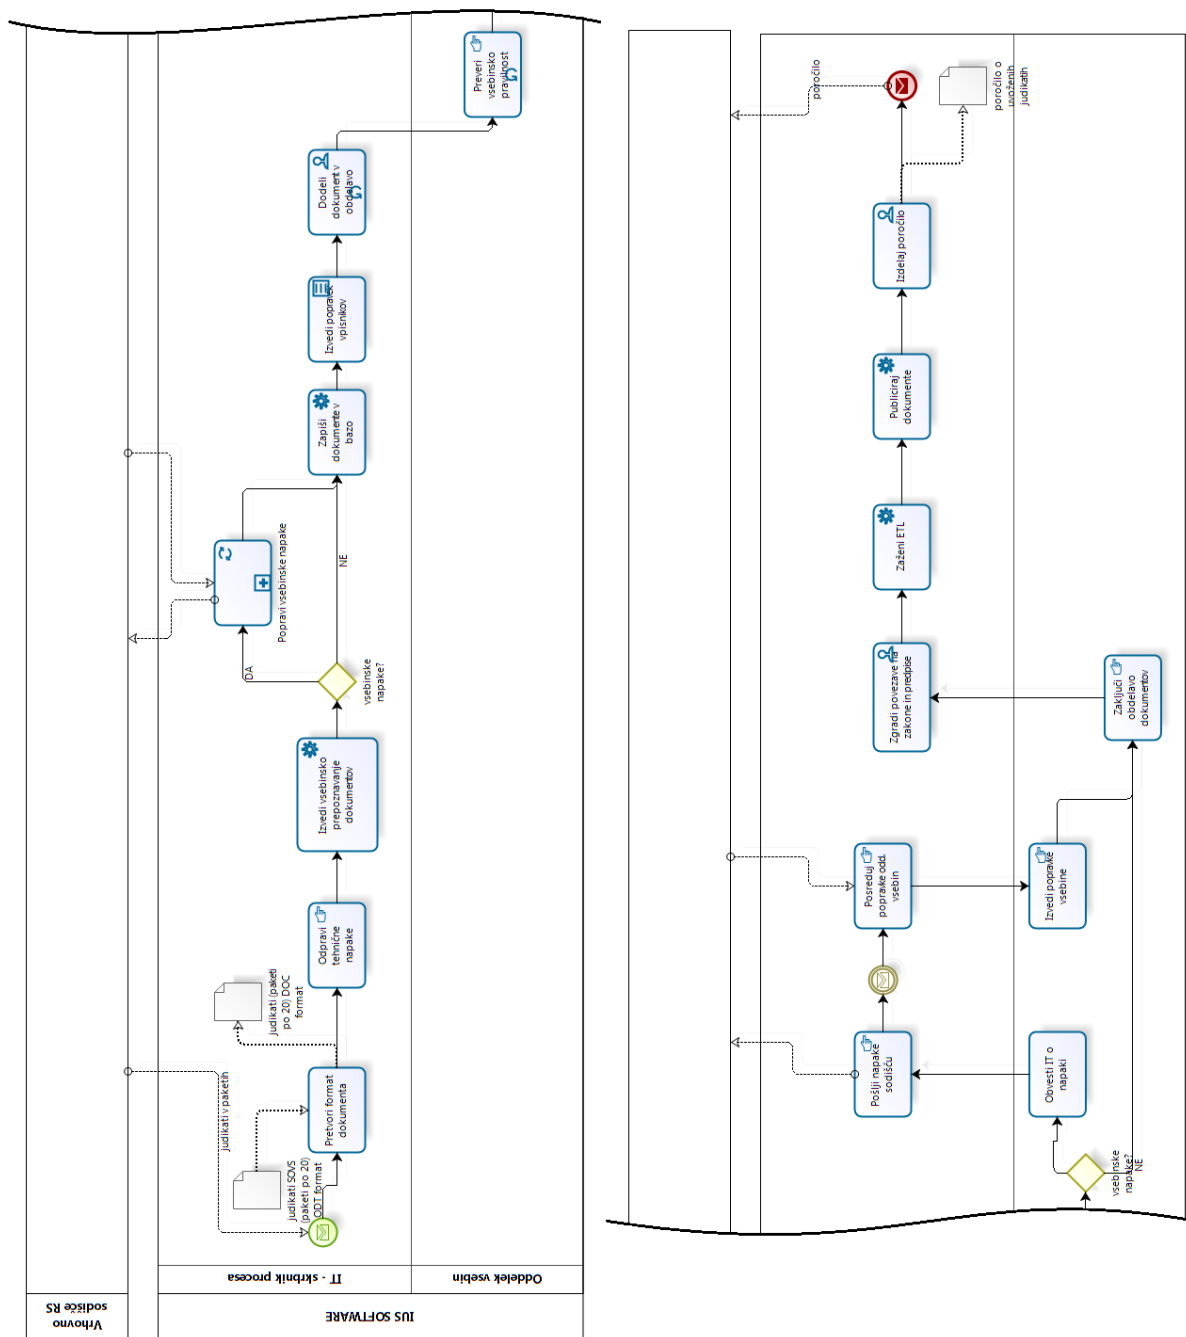 Vrhovno
sodišče RS
IUS SOFTWARE
IT - skrbnik procesa
Oddelek vsebin
judikati v paketih
judikati SOVS
(paketi po 20)
ODT format
Pretvori format
dokumenta
judikati (paketi
po 20) DOC
format
Odpravi
tehnične
napake
Izvedi vsebinsko
prepoznavanje
dokumentov
vsebinske
napake?
DA
NE
Popravi vsebinske napake
Zapiši
dokumente v
bazo
Izvedi popravek
vpisnikov
Dodeli
dokument v
obdelavo
Preveri
vsebinsko
pravilnost
vsebinske
napake?
NE
Obvesti IT o
napaki
Pošlji napake
sodišču
Posreduj
popravke odd.
vsebin
Izvedi popravke
vsebine
Zaključi
obdelavo
dokumentov
Zgradi povezave na
zakone in predpise
Zaženi ETL
Publiciraj
dokumente
Izdelaj poročilo
poročilo
poročilo o
uvoženih
judikatih